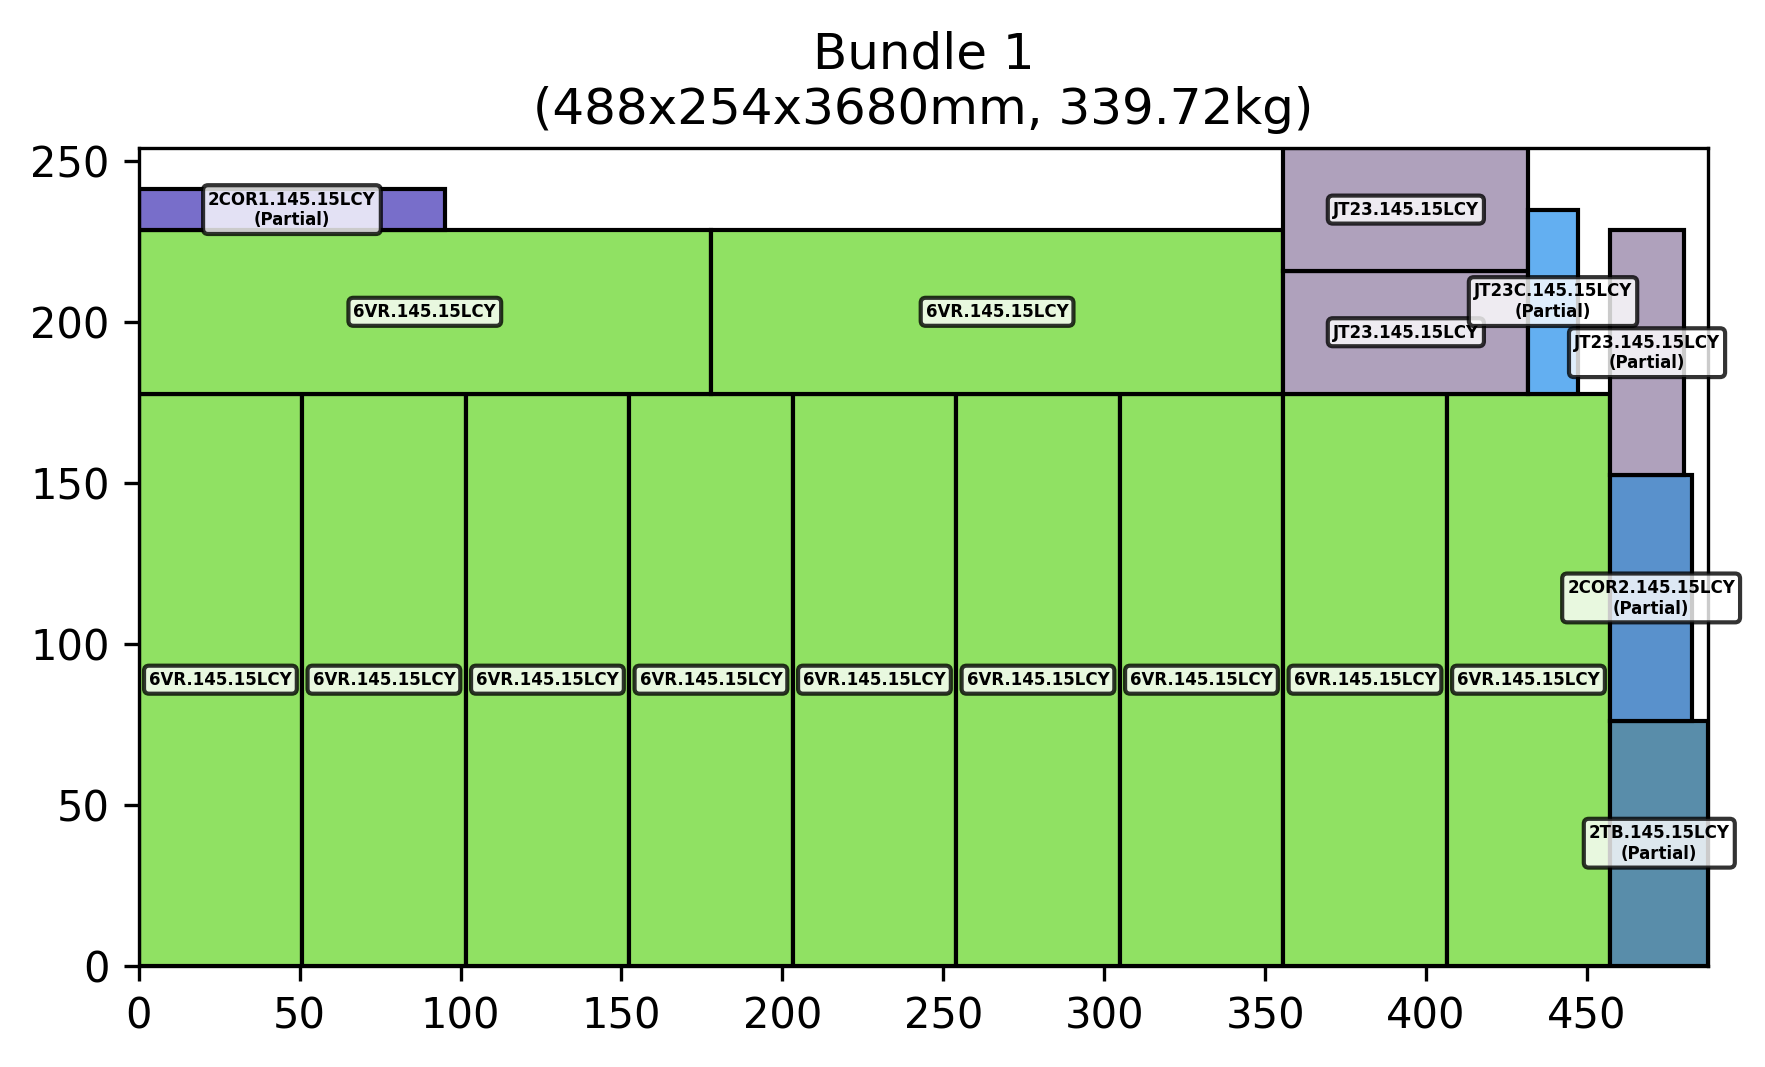 Bundle 1
(488x254x3680mm, 339.72kg)
250
200
150
100
50
0
2COR1.145.15LCY
(Partial)
6VR.145.15LCY
6VR.145.15LCY
JT23.145.15LCY
JT23.145.15LCY
JT23C.145.15LCY
(Partial)
JT23.145.15LCY
(Partial)
2COR2.145.15LCY
(Partial)
2TB.145.15LCY
(Partial)
6VR.145.15LCY
6VR.145.15LCY
6VR.145.15LCY
6VR.145.15LCY
6VR.145.15LCY
6VR.145.15LCY
6VR.145.15LCY
6VR.145.15LCY
6VR.145.15LCY
0
50
100
150
200
250
300
350
400
450